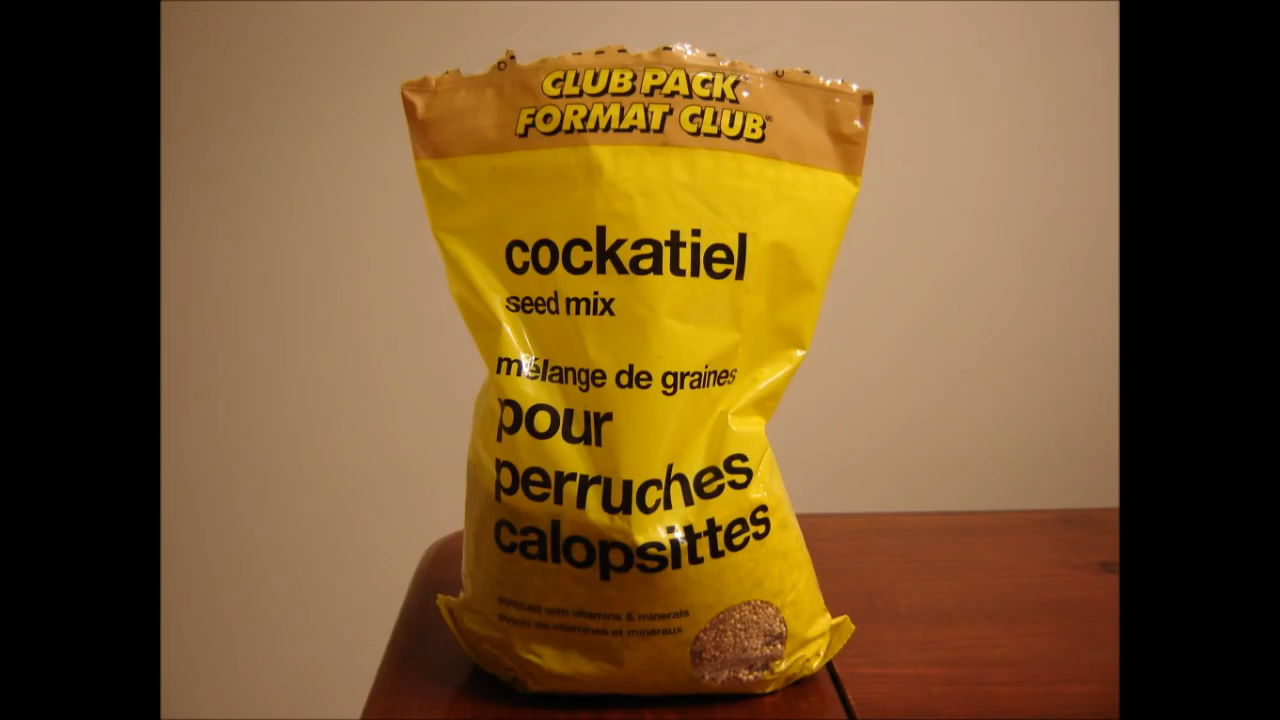 CLUB PACK
FORMAT CLUB
cockatiel
seed mix
mélange de graines
pour
perruches
calopsittes
enriched with vitamins & minerals
enrichi de vitamines et minéraux